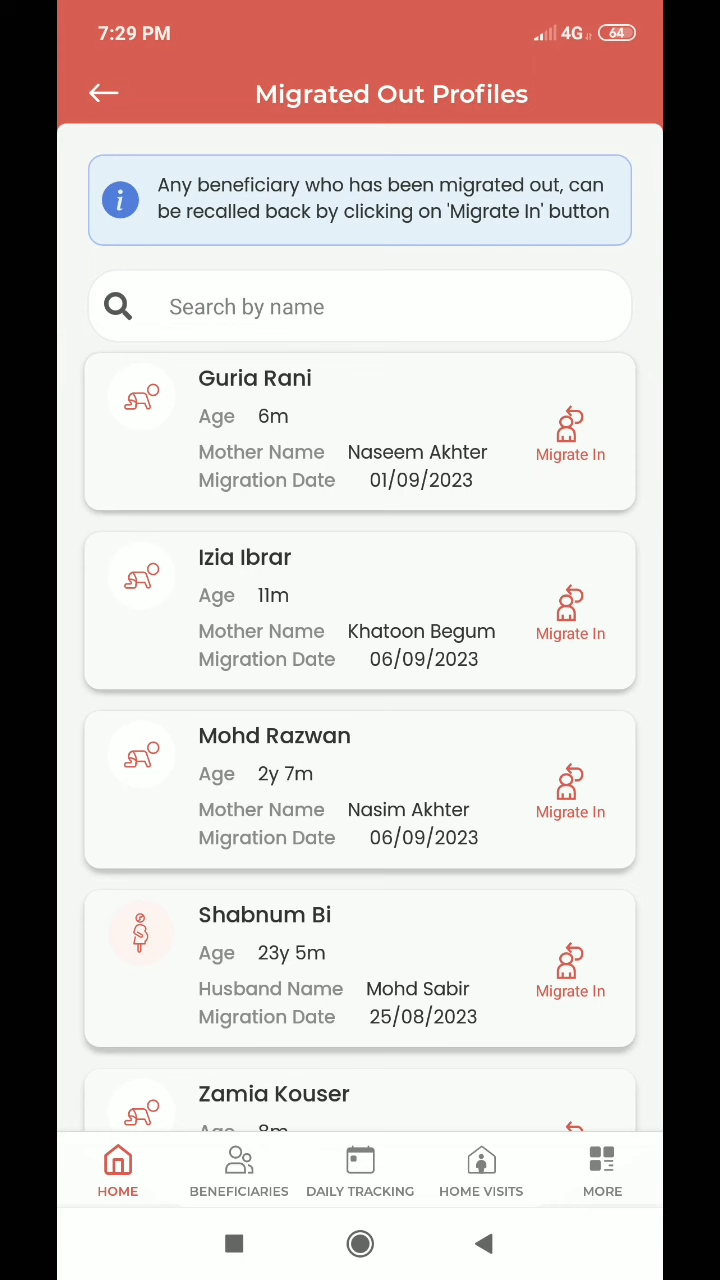 7:29 PM 4G 64
Migrated Out Profiles
i Any beneficiary who has been migrated out, can
be recalled back by clicking on 'Migrate In' button
Search by name
Guria Rani
Age 6m
Mother Name Naseem Akhter
Migrate In
Migration Date 01/09/2023
Izia Ibrar
Age 11m
Mother Name Khatoon Begum
Migrate In
Migration Date 06/09/2023
Mohd Razwan
Age 2y 7m
Mother Name Nasim Akhter
Migrate In
Migration Date 06/09/2023
Shabnum Bi
Age 23y 5m
Husband Name Mohd Sabir
Migrate In
Migration Date 25/08/2023
Zamia Kouser
Age 8m
HOME BENEFICIARIES DAILY TRACKING HOME VISITS MORE